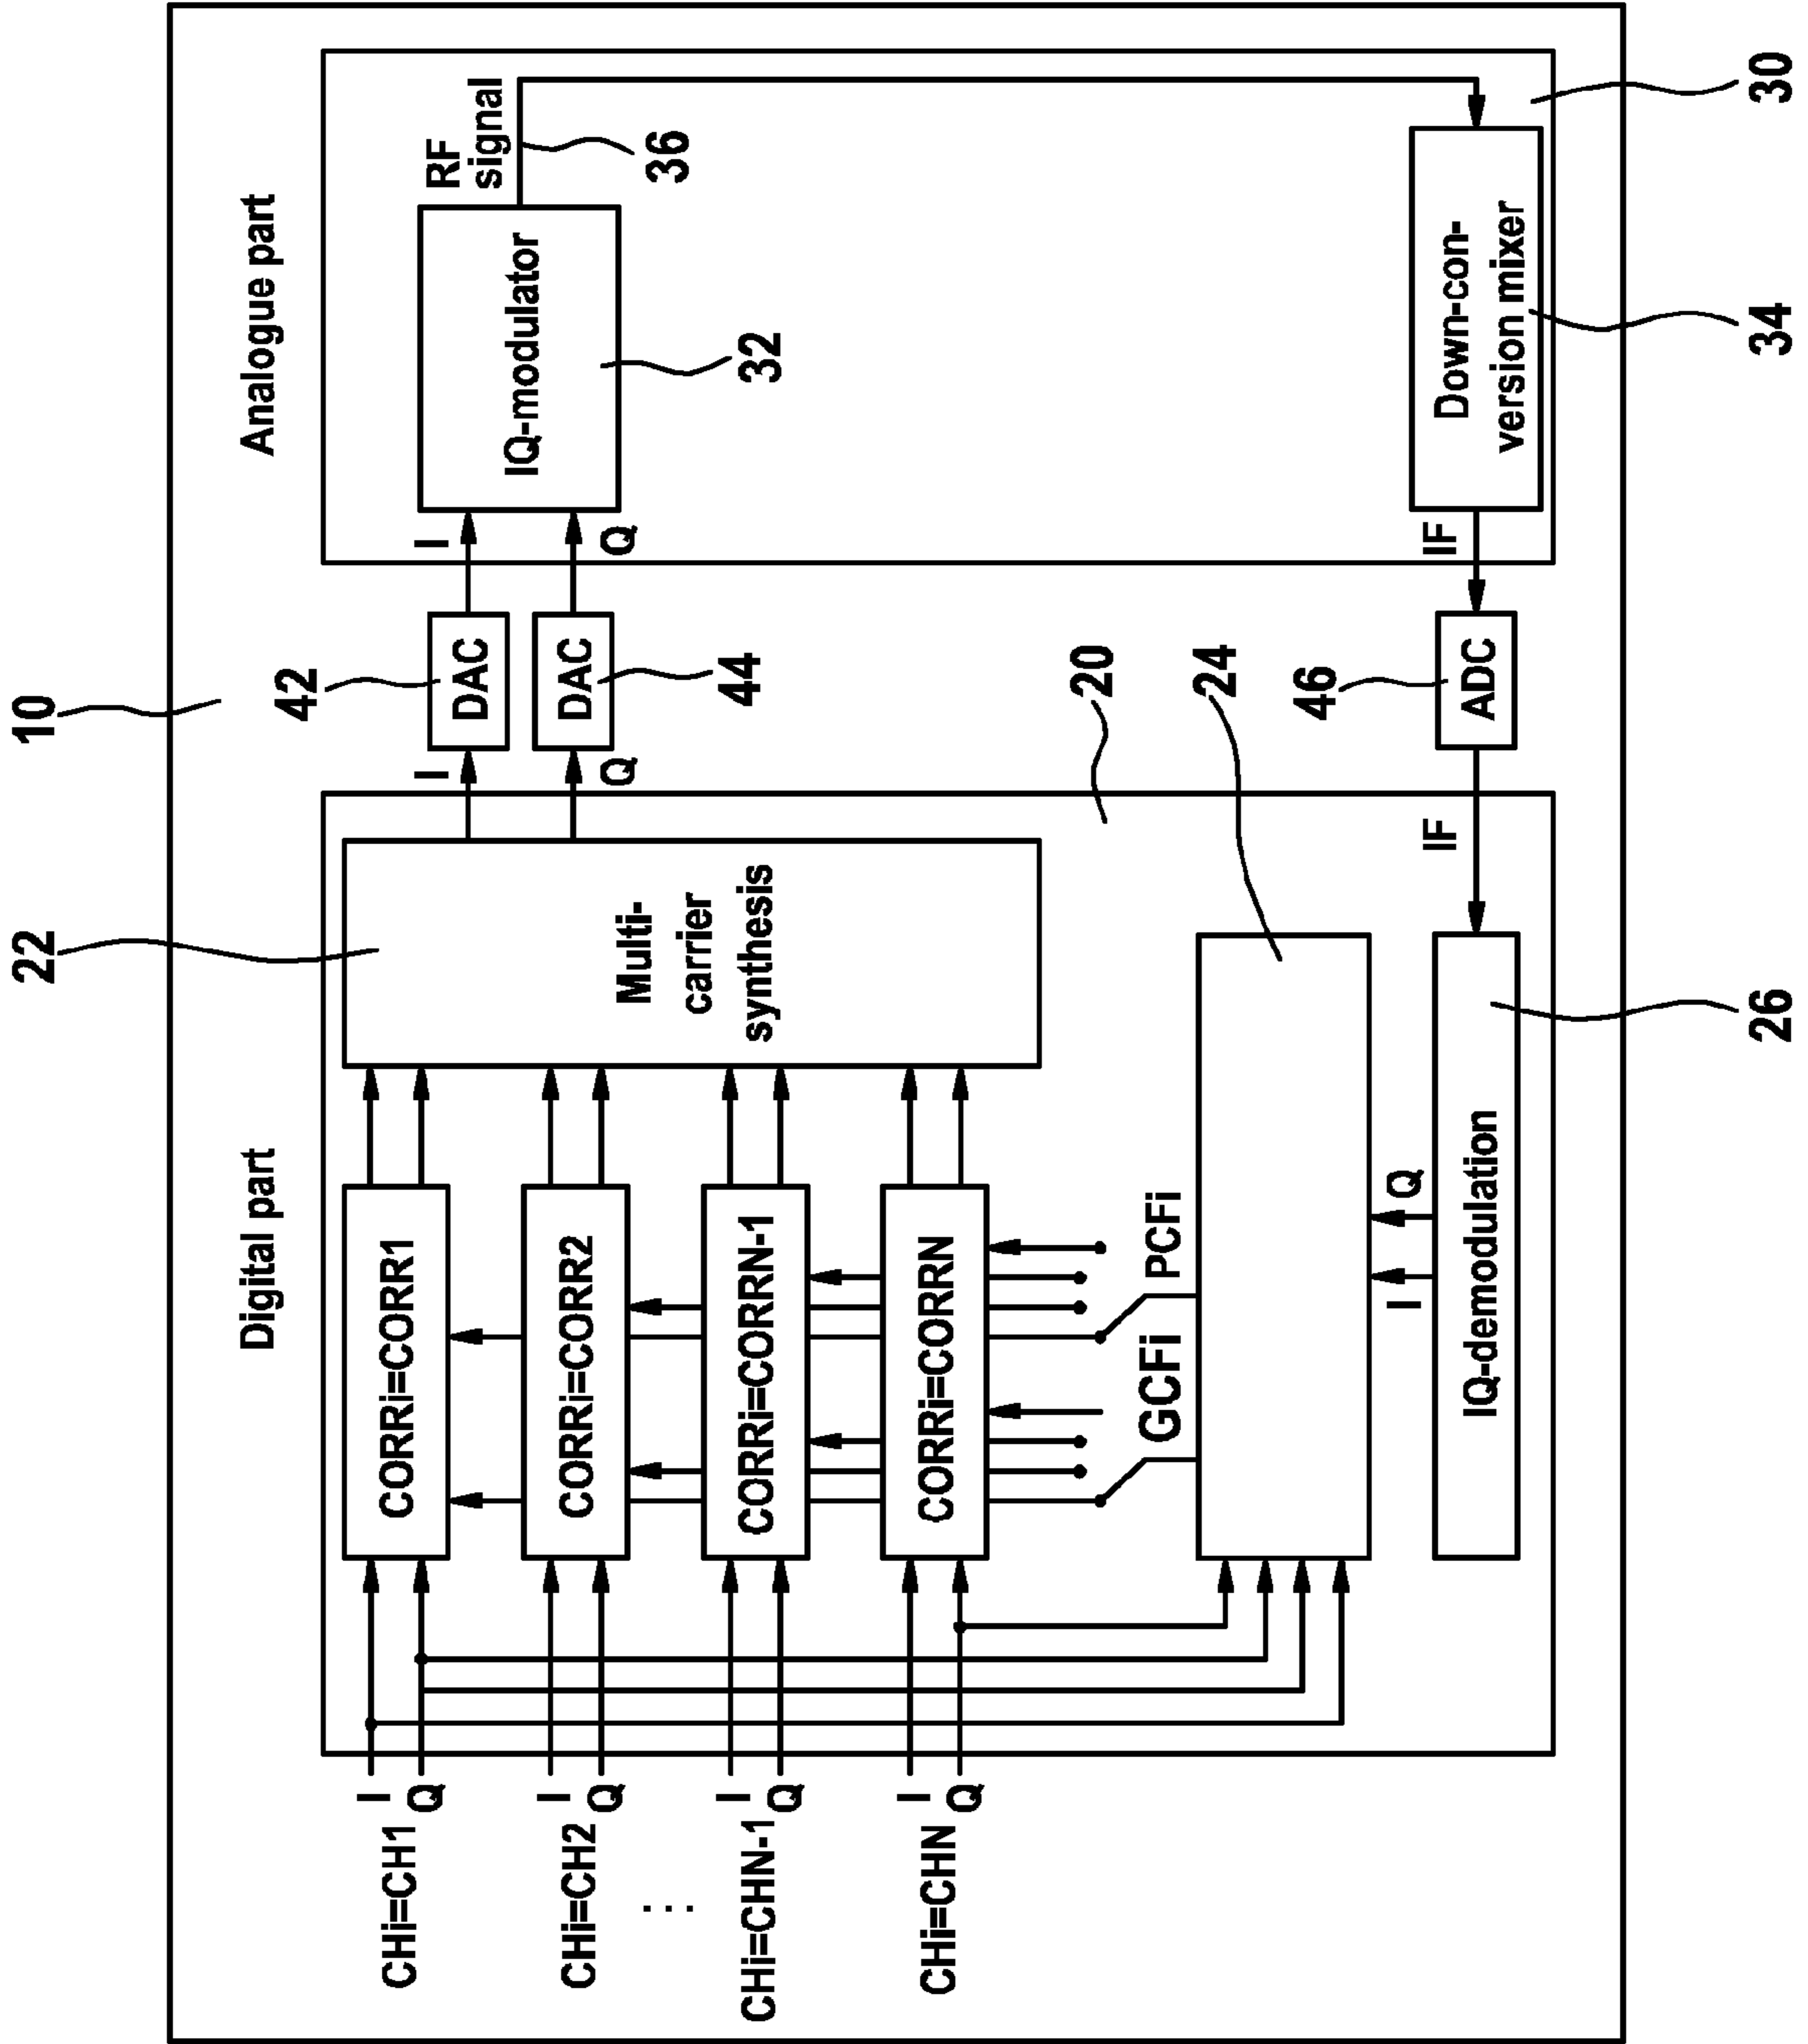 10
22
42
44
20
24
46
Digital part
Analogue part
CHi=CH1
I
Q
CHi=CH2
I
Q
...
CHi=CHN-1
I
Q
CHi=CHN
I
Q
CORRi=CORR1
CORRi=CORR2
CORRi=CORRN-1
CORRi=CORRN
Multi-
carrier
synthesis
I
Q
DAC
DAC
I
Q
IQ-modulator
32
RF
signal
36
GCFi
PCFi
I
Q
IQ-demodulation
IF
ADC
IF
Down-con-
version mixer
26
34
30